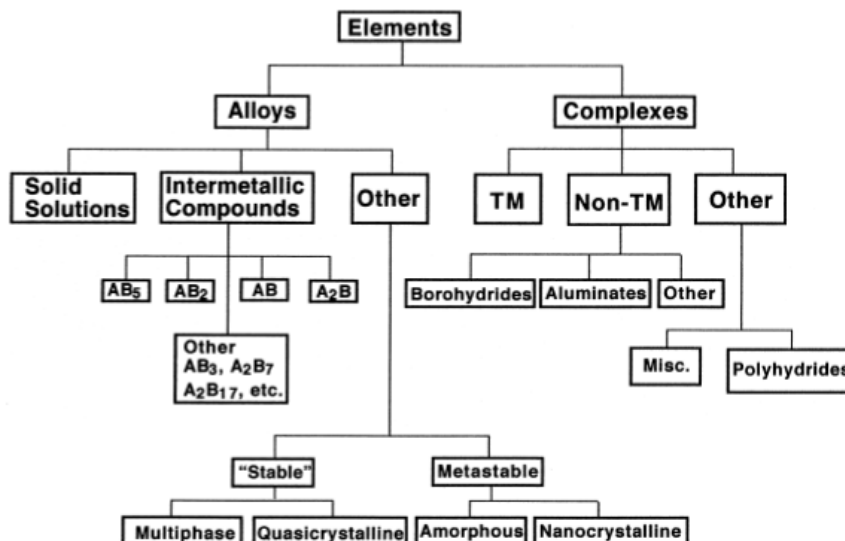 Elements
Alloys
Complexes
Solid
Solutions
Intermetallic
Compounds
Other
TM
Non-TM
Other
AB5
AB2
AB
A2B
Borohydrides
Aluminates
Other
Other
AB3, A2B7
A2B17, etc.
Misc.
Polyhydrides
"Stable"
Metastable
Multiphase
Quasicrystalline
Amorphous
Nanocrystalline